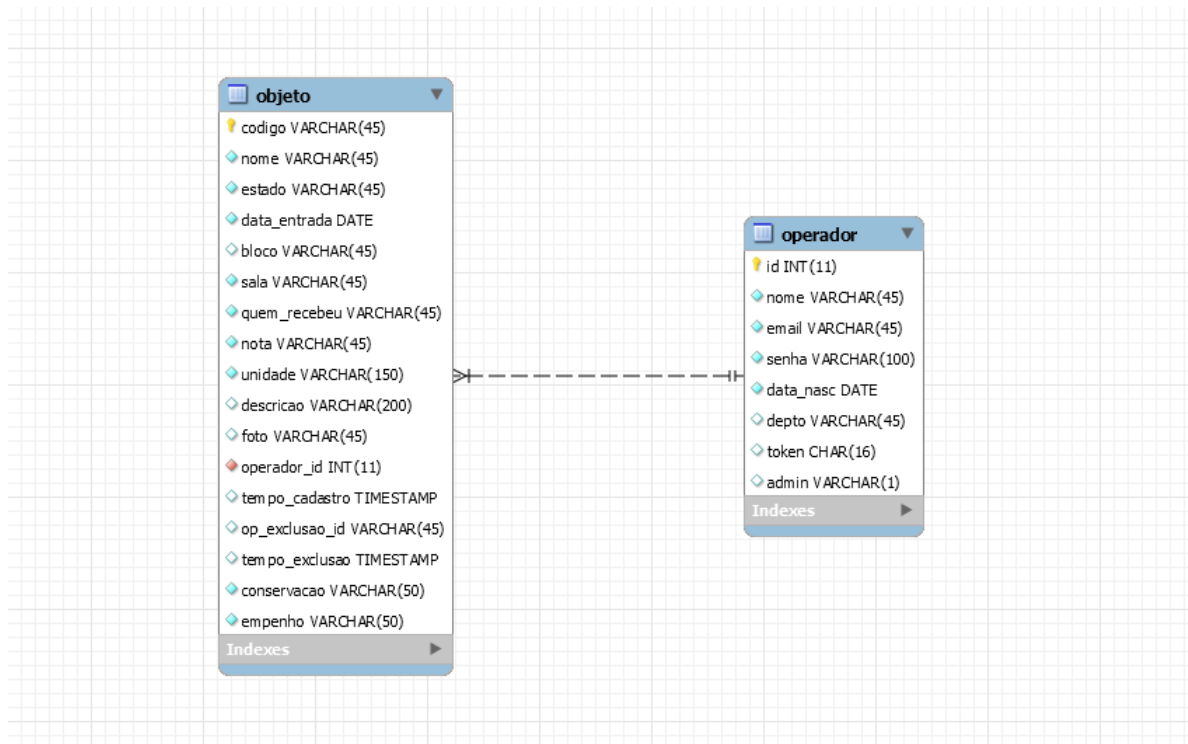 objeto
codigo VARCHAR(45)
nome VARCHAR(45)
estado VARCHAR(45)
data_entrada DATE
bloco VARCHAR(45)
sala VARCHAR(45)
quem_recebeu VARCHAR(45)
nota VARCHAR(45)
unidade VARCHAR(150)
descricao VARCHAR(200)
foto VARCHAR(45)
operador_id INT(11)
tempo_cadastro TIMESTAMP
op_exclusao_id VARCHAR(45)
tempo_exclusao TIMESTAMP
conservacao VARCHAR(50)
empenho VARCHAR(50)
Indexes
operador
id INT(11)
nome VARCHAR(45)
email VARCHAR(45)
senha VARCHAR(100)
data_nasc DATE
depto VARCHAR(45)
token CHAR(16)
admin VARCHAR(1)
Indexes